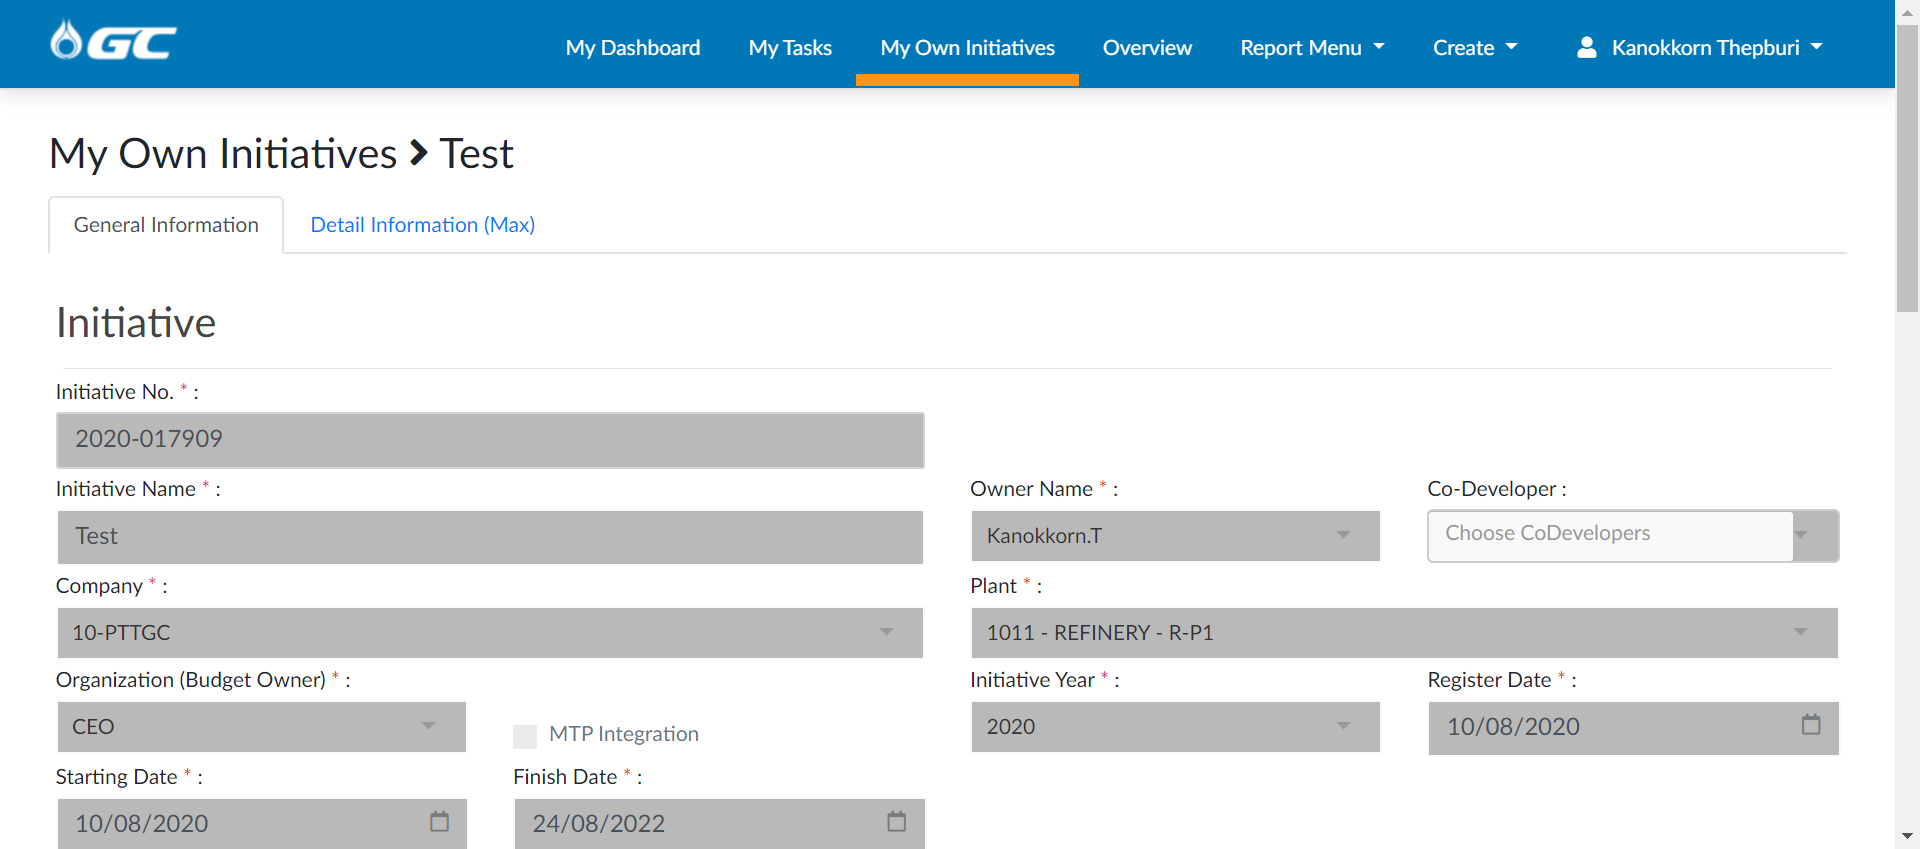 GC
My Dashboard My Tasks My Own Initiatives Overview Report Menu Create Kanokkorn Thepburi
My Own Initiatives > Test
General Information Detail Information (Max)
Initiative
Initiative No. * :
2020-017909
Initiative Name * : Owner Name * : Co-Developer :
Test Kanokkorn.T Choose CoDevelopers
Company * : Plant * :
10-PTTGC 1011 - REFINERY - R-P1
Organization (Budget Owner) * : Initiative Year * : Register Date * :
CEO MTP Integration 2020 10/08/2020
Starting Date * : Finish Date * :
10/08/2020 24/08/2022